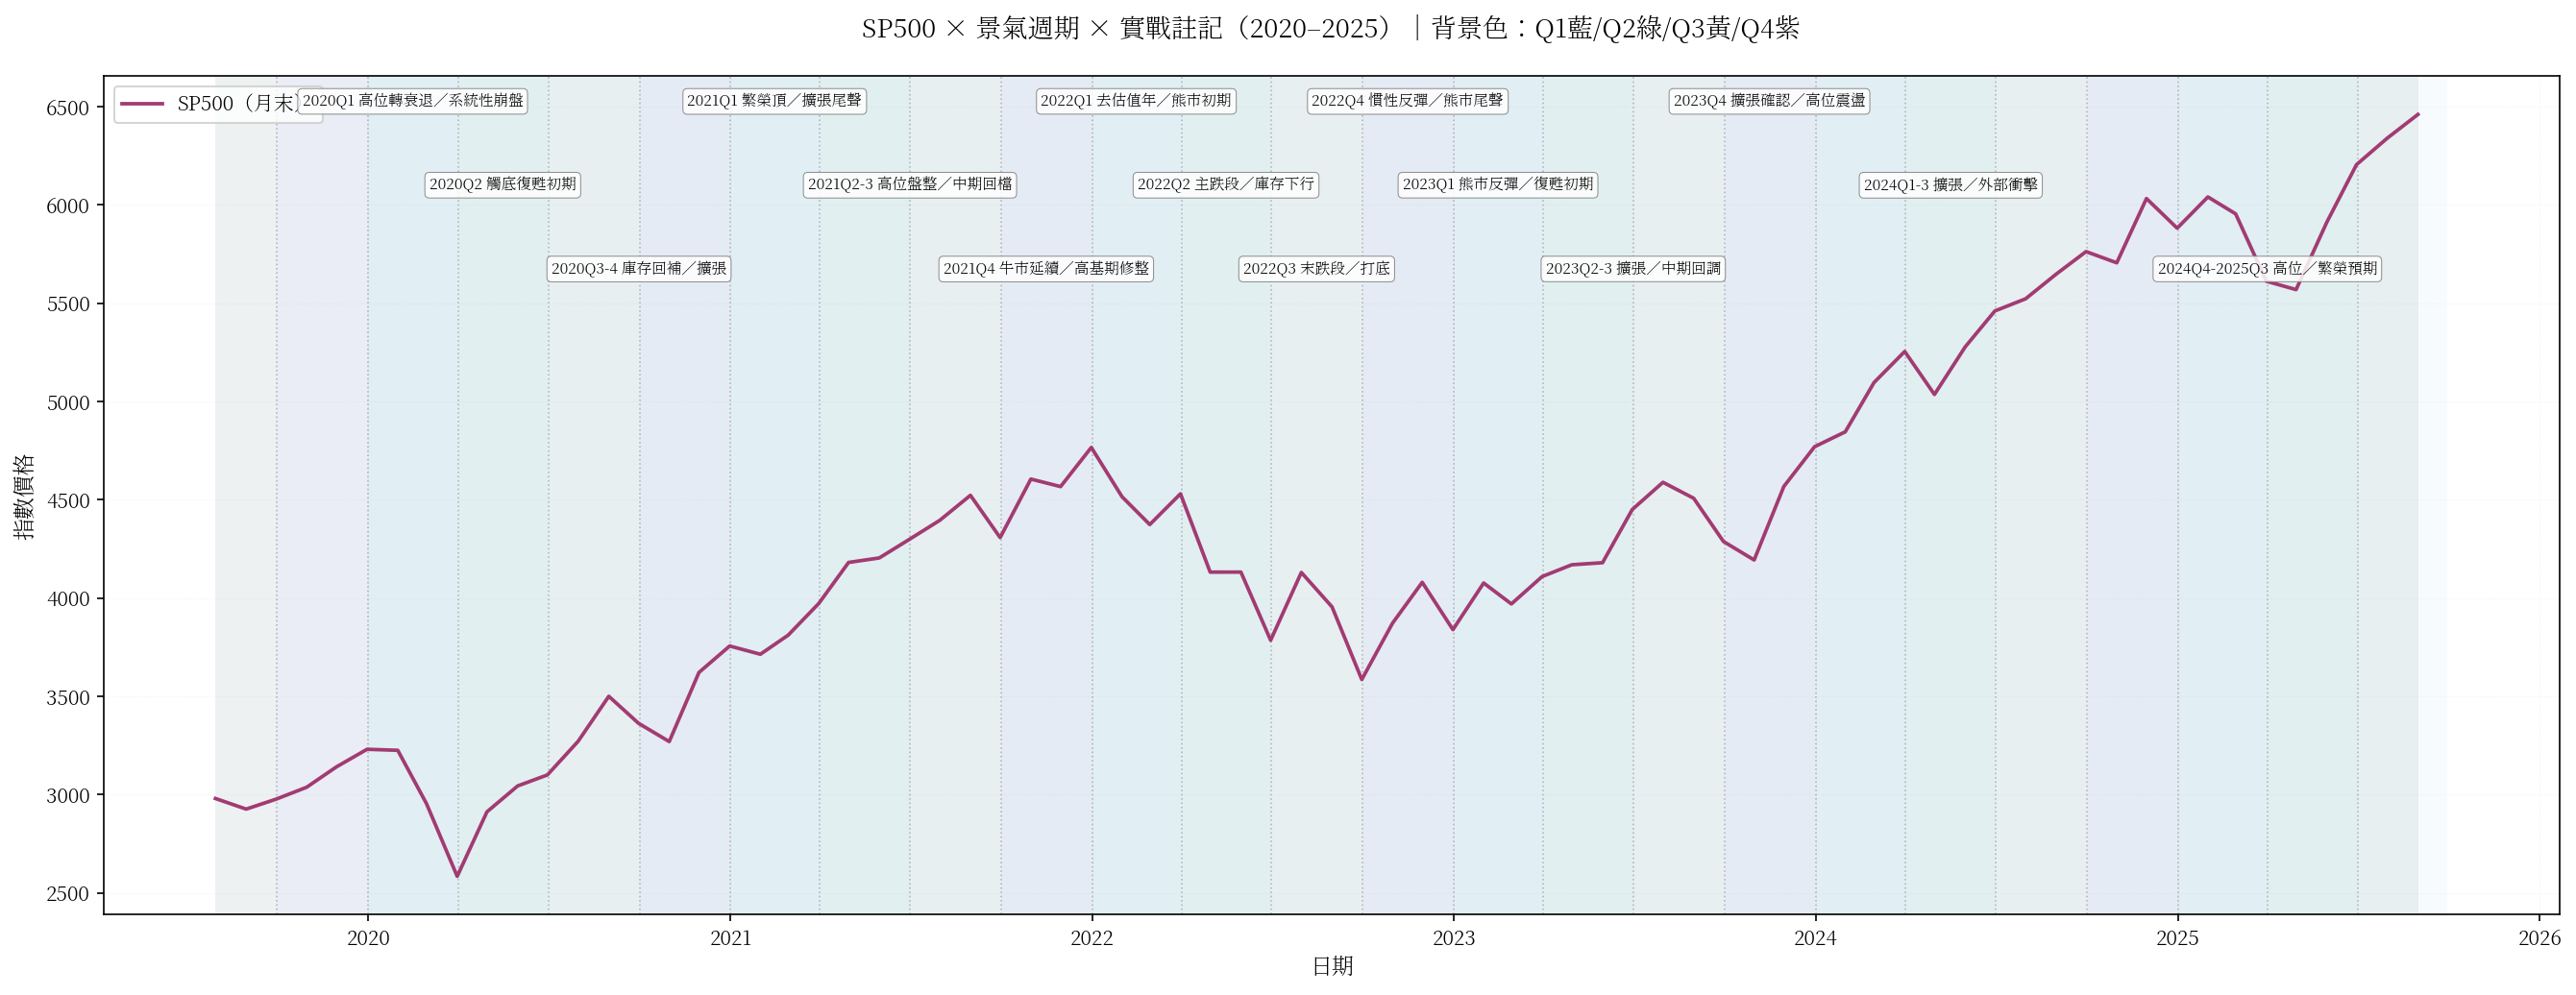 SP500 × 景氣週期 × 實戰註記（2020–2025）｜背景色：Q1藍/Q2綠/Q3黃/Q4紫
SP500（月末）
2020Q1 高位轉衰退／系統性崩盤
2021Q1 繁榮頂／擴張尾聲
2022Q1 去估值年／熊市初期
2022Q4 慣性反彈／熊市尾聲
2023Q4 擴張確認／高位震盪
2020Q2 觸底復甦初期
2021Q2-3 高位盤整／中期回檔
2022Q2 主跌段／庫存下行
2023Q1 熊市反彈／復甦初期
2024Q1-3 擴張／外部衝擊
2020Q3-4 庫存回補／擴張
2021Q4 牛市延續／高基期修整
2022Q3 末跌段／打底
2023Q2-3 擴張／中期回調
2024Q4-2025Q3 高位／繁榮預期
指數價格
6500
6000
5500
5000
4500
4000
3500
3000
2500
2020
2021
2022
2023
2024
2025
2026
日期